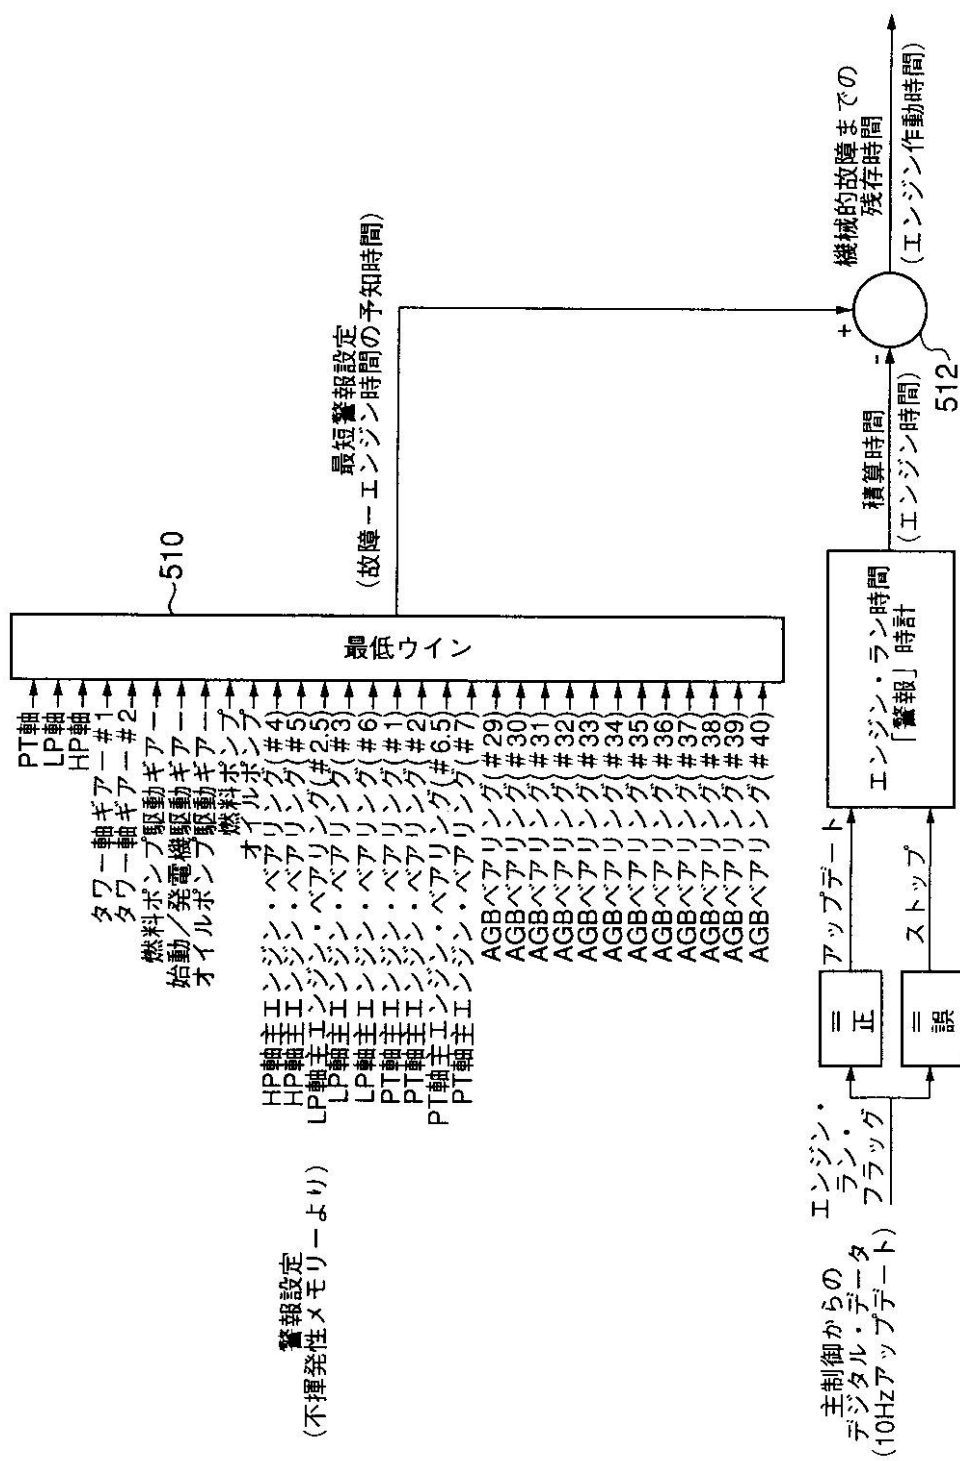 警報設定
(不揮発性メモリーより)
PT軸
LP軸
HP軸
タワー軸ギアー#1
タワー軸ギアー#2
燃料ポンプ駆動ギアー
始動/発電機駆動ギアー
オイルポンプ駆動ギアー
燃料ポンプ
オイルポンプ
HP軸主エンジン・ベアリング(#4)
HP軸主エンジン・ベアリング(#5)
LP軸主エンジン・ベアリング(#2.5)
LP軸主エンジン・ベアリング(#3)
LP軸主エンジン・ベアリング(#6)
PT軸主エンジン・ベアリング(#1)
PT軸主エンジン・ベアリング(#2)
PT軸主エンジン・ベアリング(#6.5)
PT軸主エンジン・ベアリング(#7)
AGBベアリング(#29)
AGBベアリング(#30)
AGBベアリング(#31)
AGBベアリング(#32)
AGBベアリング(#33)
AGBベアリング(#34)
AGBベアリング(#35)
AGBベアリング(#36)
AGBベアリング(#37)
AGBベアリング(#38)
AGBベアリング(#39)
AGBベアリング(#40)
最低ウイン
510
最短警報設定
(故障ーエンジン時間の予知時間)
主制御からの
デジタル・データ
(10Hzアップデート)
エンジン・
ラン・
フラッグ
=
正
=
誤
アップデート
ストップ
エンジン・ラン時間
「警報」時計
積算時間
(エンジン時間)
+
-
512
機械的故障までの
残存時間
(エンジン作動時間)